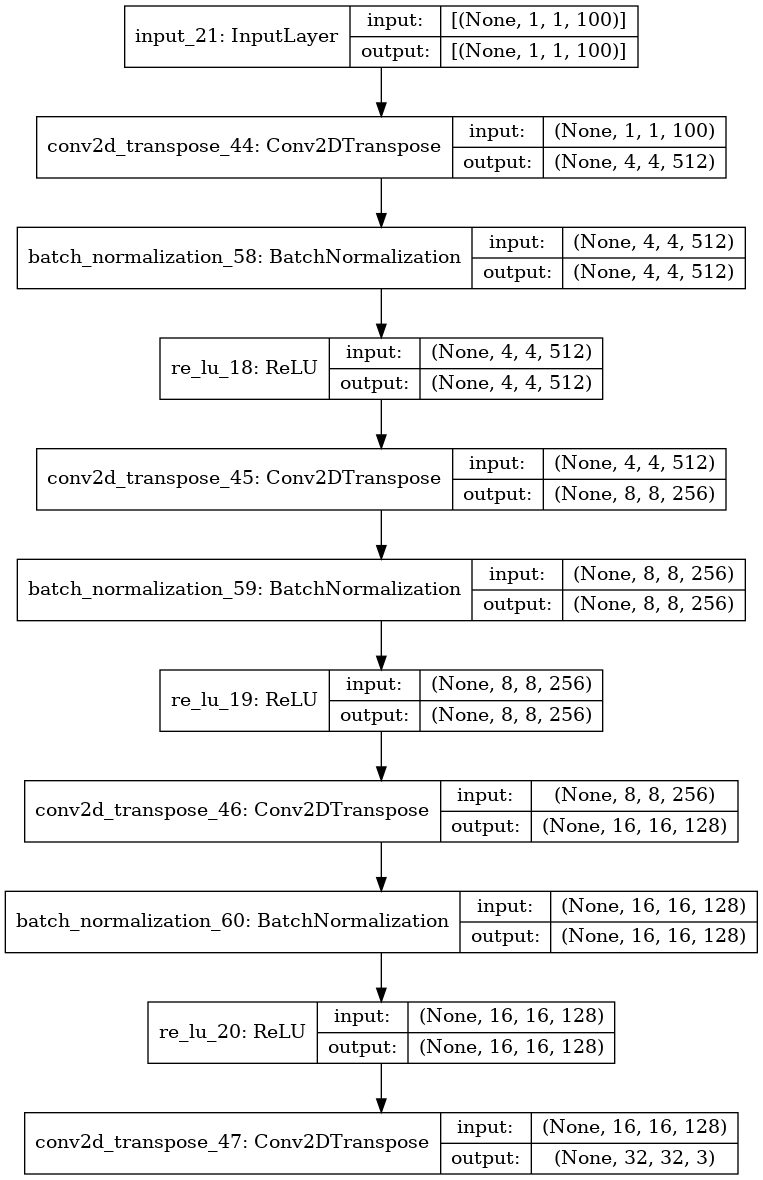 input_21: InputLayer
input: [(None, 1, 1, 100)]
output: [(None, 1, 1, 100)]
conv2d_transpose_44: Conv2DTranspose
input: (None, 1, 1, 100)
output: (None, 4, 4, 512)
batch_normalization_58: BatchNormalization
input: (None, 4, 4, 512)
output: (None, 4, 4, 512)
re_lu_18: ReLU
input: (None, 4, 4, 512)
output: (None, 4, 4, 512)
conv2d_transpose_45: Conv2DTranspose
input: (None, 4, 4, 512)
output: (None, 8, 8, 256)
batch_normalization_59: BatchNormalization
input: (None, 8, 8, 256)
output: (None, 8, 8, 256)
re_lu_19: ReLU
input: (None, 8, 8, 256)
output: (None, 8, 8, 256)
conv2d_transpose_46: Conv2DTranspose
input: (None, 8, 8, 256)
output: (None, 16, 16, 128)
batch_normalization_60: BatchNormalization
input: (None, 16, 16, 128)
output: (None, 16, 16, 128)
re_lu_20: ReLU
input: (None, 16, 16, 128)
output: (None, 16, 16, 128)
conv2d_transpose_47: Conv2DTranspose
input: (None, 16, 16, 128)
output: (None, 32, 32, 3)